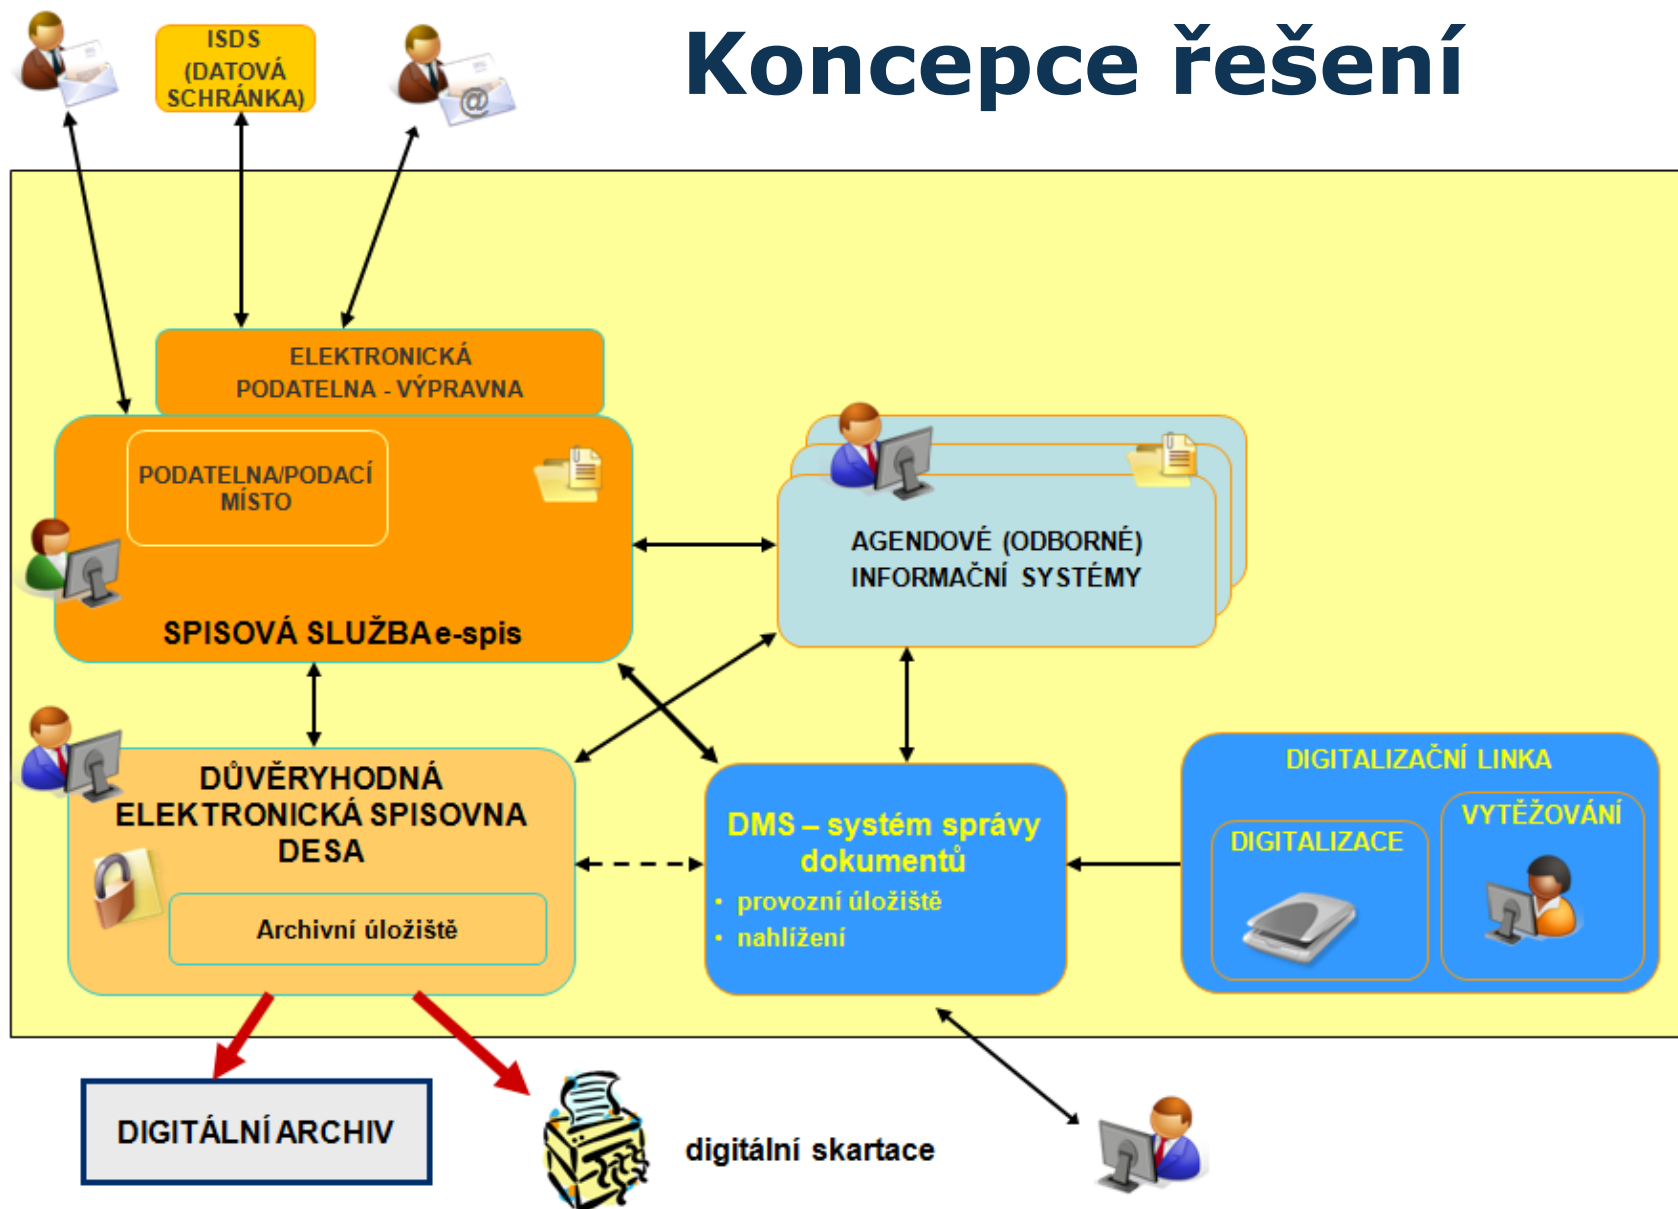 ISDS
(DATOVÁ
SCHRÁNKA)
@
Koncepce řešení
ELEKTRONICKÁ
PODATELNA - VÝPRAVNA
PODATELNA/PODACÍ
MÍSTO
SPISOVÁ SLUŽBA e-spis
AGENDOVÉ (ODBORNÉ)
INFORMAČNÍ SYSTÉMY
DŮVĚRYHODNÁ
ELEKTRONICKÁ SPISOVNA
DESA
Archivní úložiště
DMS – systém správy
dokumentů
• provozní úložiště
• nahlížení
DIGITALIZAČNÍ LINKA
DIGITALIZACE
VYTĚŽOVÁNÍ
DIGITÁLNÍ ARCHIV
digitální skartace